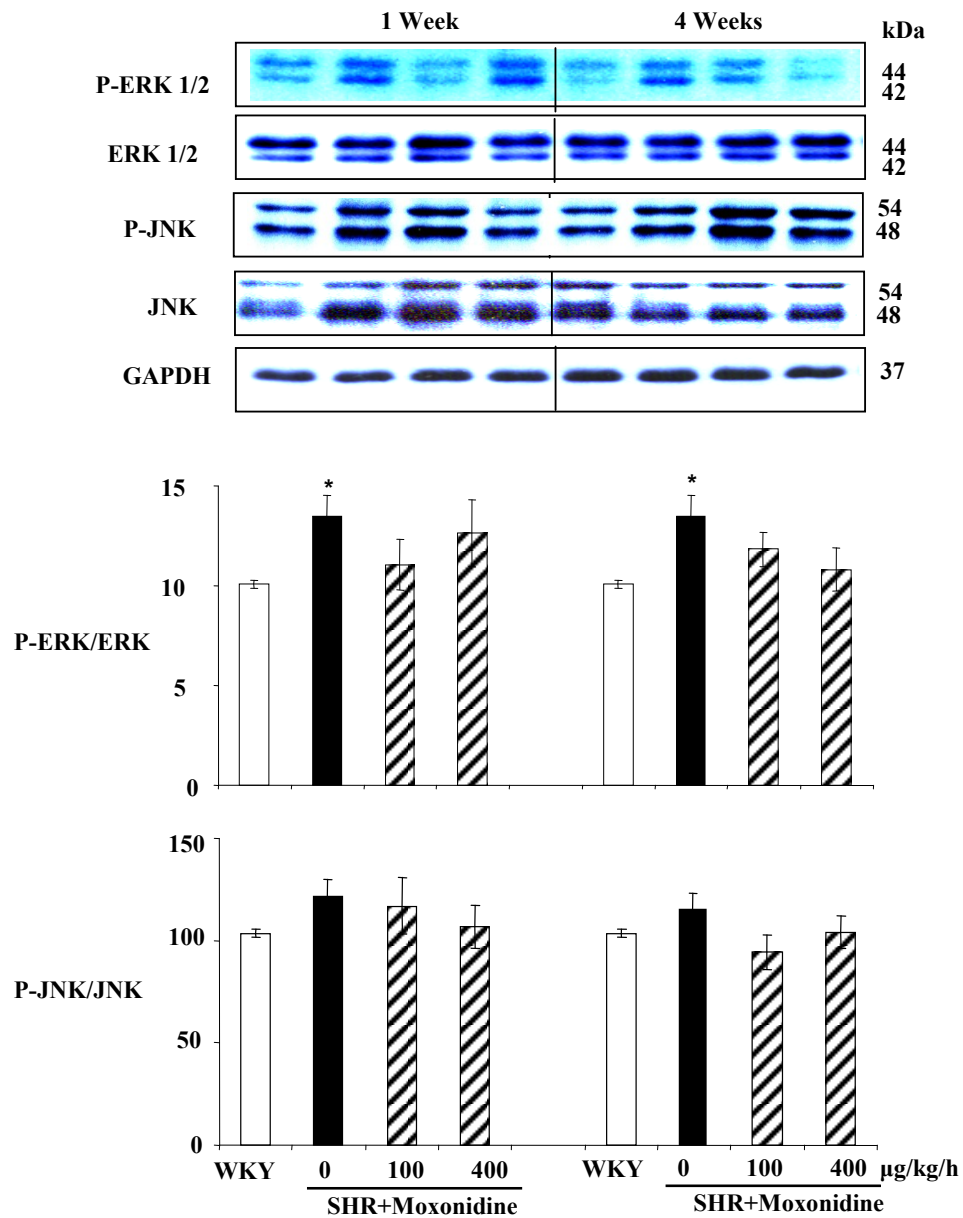 1 Week 4 Weeks kDa
P-ERK 1/2 44
42
ERK 1/2 44
42
P-JNK 54
48
JNK 54
48
GAPDH 37
15
*
*
10
P-ERK/ERK
5
0
150
100
P-JNK/JNK
50
0
WKY 0 100 400 WKY 0 100 400 µg/kg/h
SHR+Moxonidine SHR+Moxonidine